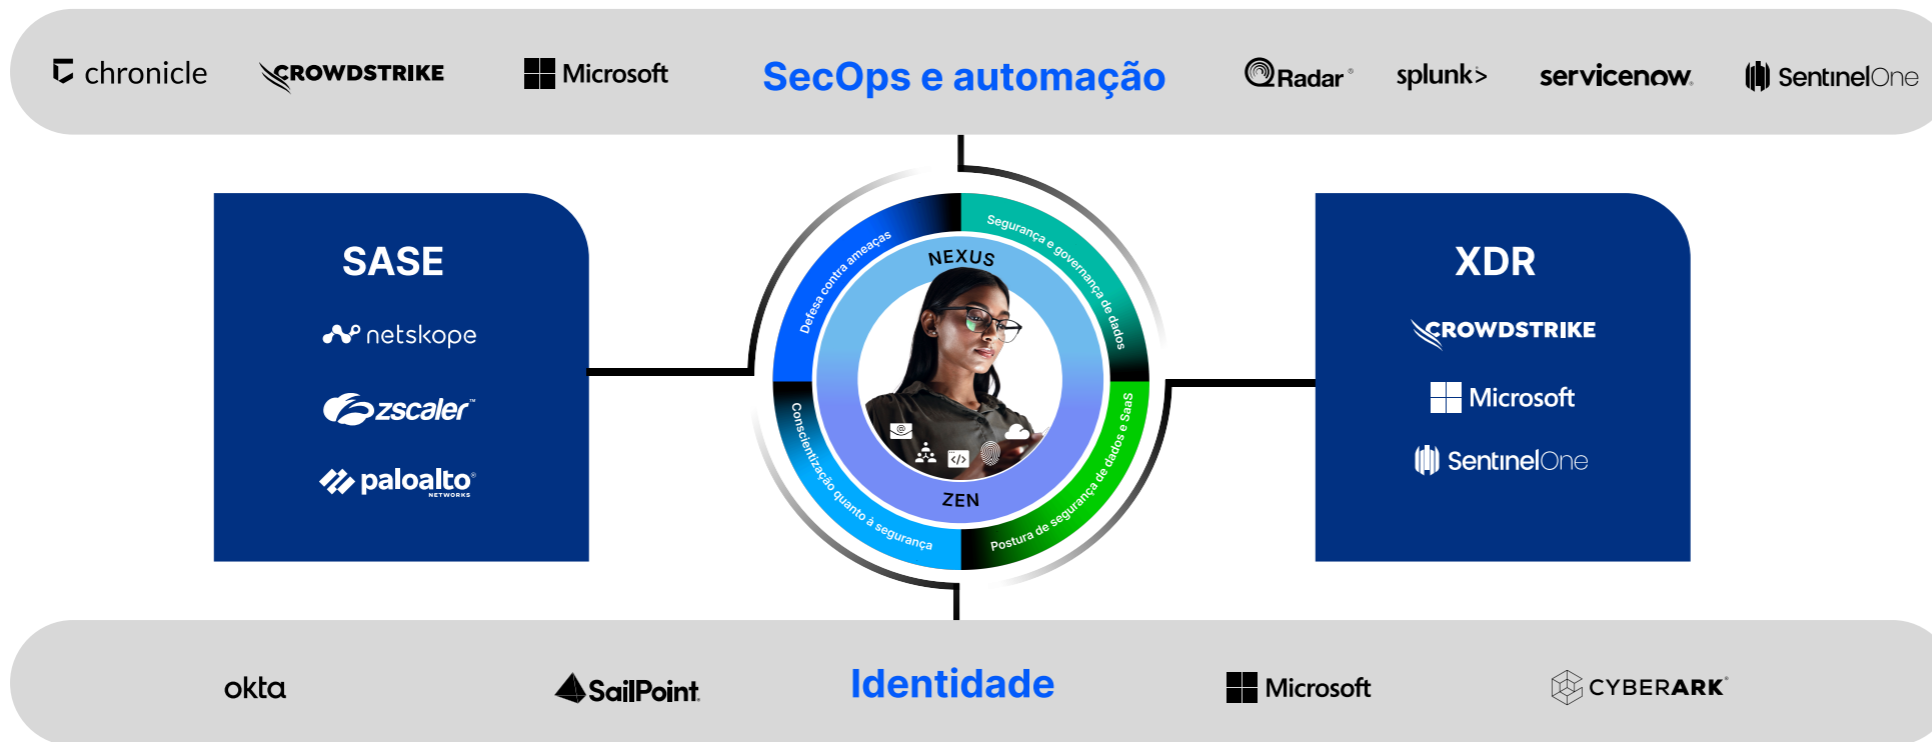 chronicle
CROWDSTRIKE
Microsoft
SecOps e automação
QRadar®
splunk>
servicenow.
SentinelOne
SASE
netskope
zscaler™
paloalto®
NETWORKS
Defesa contra ameaças
Segurança e governança de dados
NEXUS
ZEN
Conscientização quanto à segurança
Postura de segurança de dados e SaaS
XDR
CROWDSTRIKE
Microsoft
SentinelOne
okta
SailPoint.
Identidade
Microsoft
CYBERARK®